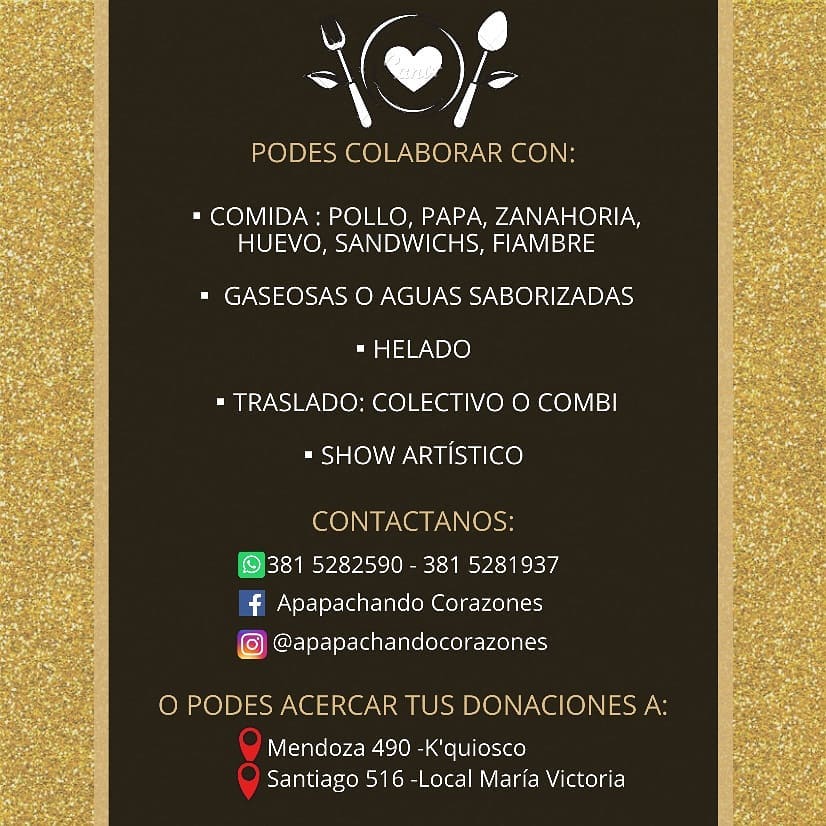 Canva
PODES COLABORAR CON:
▪ COMIDA : POLLO, PAPA, ZANAHORIA,
HUEVO, SANDWICHS, FIAMBRE
▪ GASEOSAS O AGUAS SABORIZADAS
▪ HELADO
▪ TRASLADO: COLECTIVO O COMBI
▪ SHOW ARTÍSTICO
CONTACTANOS:
381 5282590 - 381 5281937
Apapachando Corazones
@apapachandocorazones
O PODES ACERCAR TUS DONACIONES A:
Mendoza 490 -K'quiosco
Santiago 516 -Local María Victoria